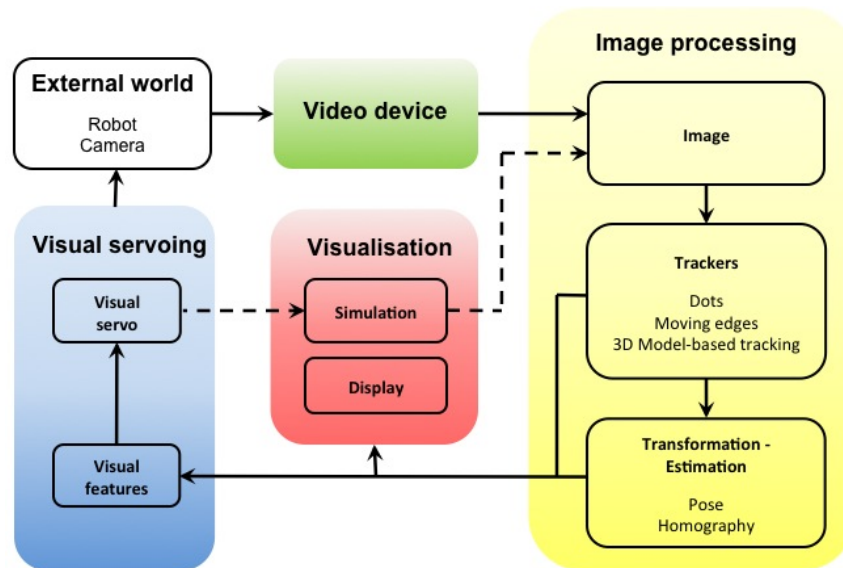 External world
Robot
Camera
Video device
Image processing
Image
Trackers
Dots
Moving edges
3D Model-based tracking
Transformation -
Estimation
Pose
Homography
Visual servoing
Visual
servo
Visual
features
Visualisation
Simulation
Display